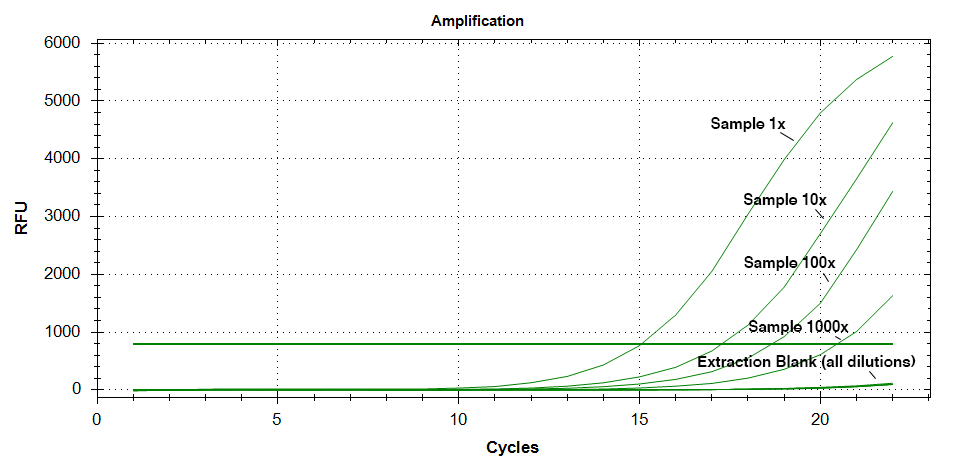 Amplification
6000
5000
4000
3000
2000
1000
0
RFU
Sample 1x
Sample 10x
Sample 100x
Sample 1000x
Extraction Blank (all dilutions)
0 5 10 15 20
Cycles